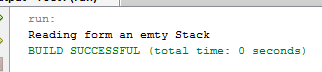 run:
Reading form an emty Stack
BUILD SUCCESSFUL (total time: 0 seconds)